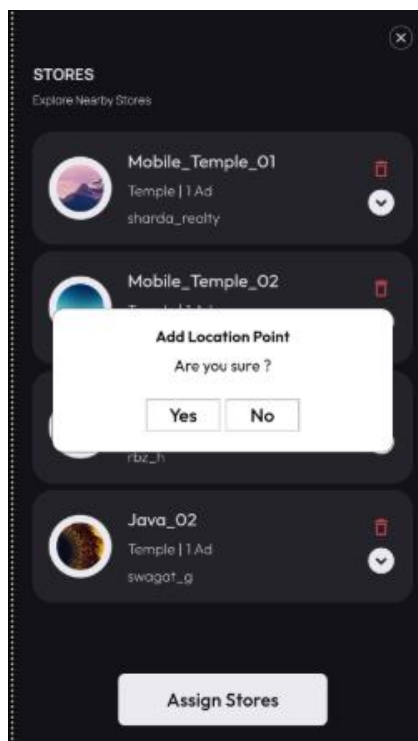 STORES
Explore Nearby Stores
Mobile_Temple_01
Temple | 1 Ad
sharda_realty
Mobile_Temple_02
Add Location Point
Are you sure ?
Yes No
rbz_h
Java_02
Temple | 1 Ad
swagat_g
Assign Stores